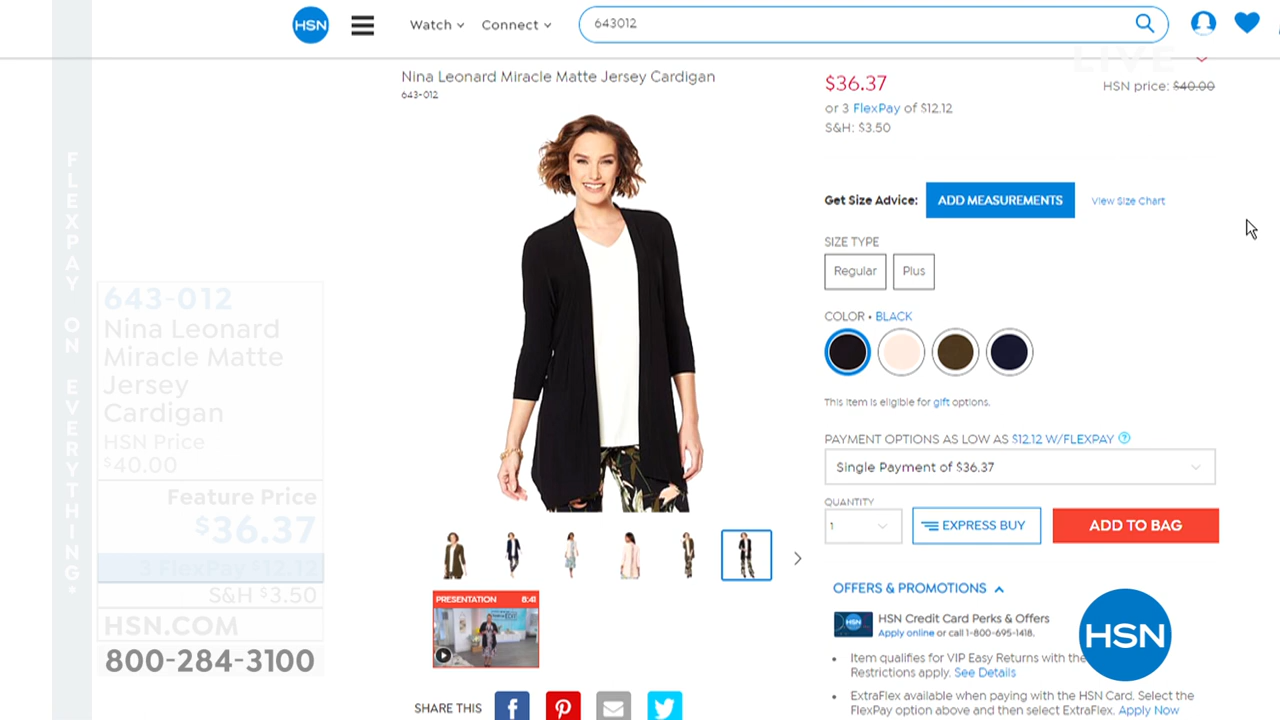 HSN
Watch
Connect
643012
LIVE
Nina Leonard Miracle Matte Jersey Cardigan
643-012
$36.37
HSN price: $40.00
or 3 FlexPay of $12.12
S&H: $3.50
Get Size Advice:
ADD MEASUREMENTS
View Size Chart
SIZE TYPE
Regular
Plus
COLOR • BLACK
This item is eligible for gift options.
PAYMENT OPTIONS AS LOW AS $12.12 W/FLEXPAY ?
Single Payment of $36.37
QUANTITY
1
EXPRESS BUY
ADD TO BAG
OFFERS & PROMOTIONS
HSN
HSN Credit Card Perks & Offers
Apply online or call 1-800-695-1418.
• Item qualifies for VIP Easy Returns with the
Restrictions apply. See Details
• ExtraFlex available when paying with the HSN Card. Select the
FlexPay option above and then select ExtraFlex. Apply Now
HSN
PRESENTATION 8:41
SHARE THIS
FLEXPAY ON EVERYTHING*
643-012
Nina Leonard
Miracle Matte
Jersey
Cardigan
HSN Price
$40.00
Feature Price
$36.37
3 FlexPay $12.12
S&H $3.50
HSN.COM
800-284-3100